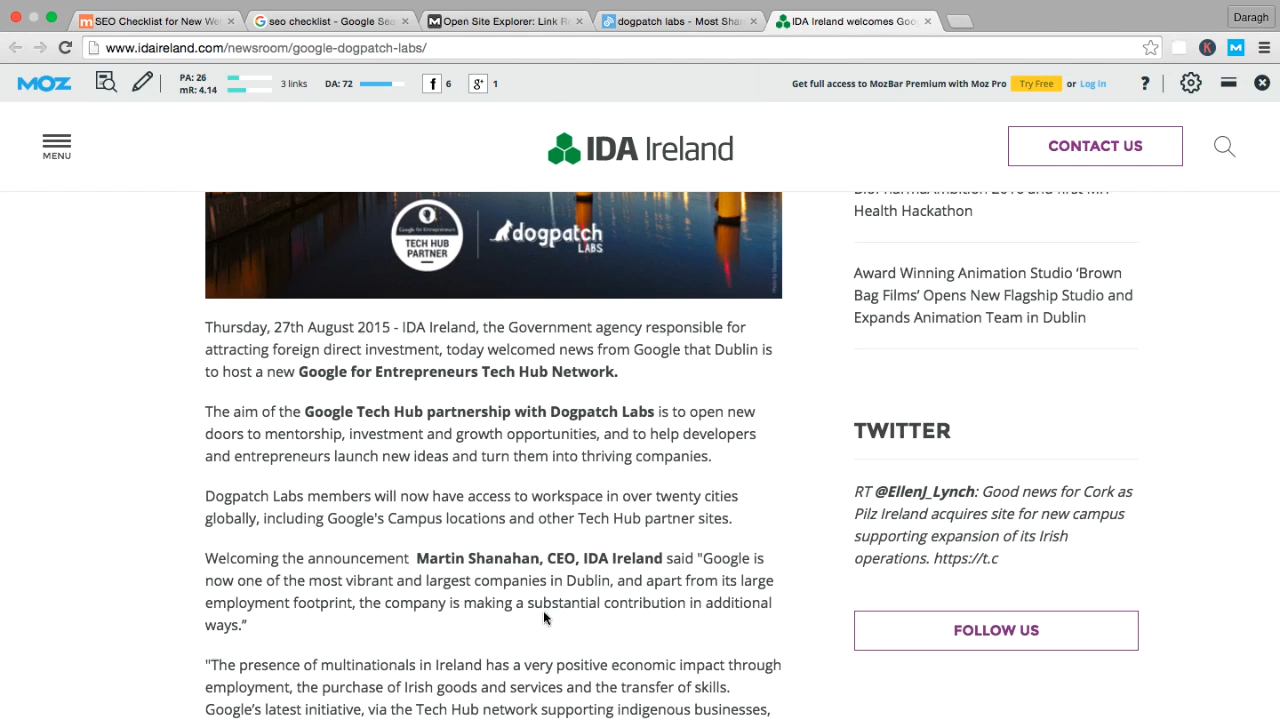 SEO Checklist for New We
seo checklist - Google Sea
Open Site Explorer: Link R
dogpatch labs - Most Shar
IDA Ireland welcomes Goo
Daragh
www.idaireland.com/newsroom/google-dogpatch-labs/
MOZ
PA: 26
mR: 4.14
3 links
DA: 72
6
1
Get full access to MozBar Premium with Moz Pro Try Free or Log In
MENU
IDA Ireland
CONTACT US
Google for Entrepreneurs
TECH HUB
PARTNER
dogpatch
LABS
Health Hackathon
Award Winning Animation Studio ‘Brown
Bag Films’ Opens New Flagship Studio and
Expands Animation Team in Dublin
Thursday, 27th August 2015 - IDA Ireland, the Government agency responsible for
attracting foreign direct investment, today welcomed news from Google that Dublin is
to host a new Google for Entrepreneurs Tech Hub Network.
The aim of the Google Tech Hub partnership with Dogpatch Labs is to open new
doors to mentorship, investment and growth opportunities, and to help developers
and entrepreneurs launch new ideas and turn them into thriving companies.
Dogpatch Labs members will now have access to workspace in over twenty cities
globally, including Google's Campus locations and other Tech Hub partner sites.
Welcoming the announcement Martin Shanahan, CEO, IDA Ireland said "Google is
now one of the most vibrant and largest companies in Dublin, and apart from its large
employment footprint, the company is making a substantial contribution in additional
ways.”
"The presence of multinationals in Ireland has a very positive economic impact through
employment, the purchase of Irish goods and services and the transfer of skills.
Google’s latest initiative, via the Tech Hub network supporting indigenous businesses,
TWITTER
RT @EllenJ_Lynch: Good news for Cork as
Pilz Ireland acquires site for new campus
supporting expansion of its Irish
operations. https://t.c
FOLLOW US